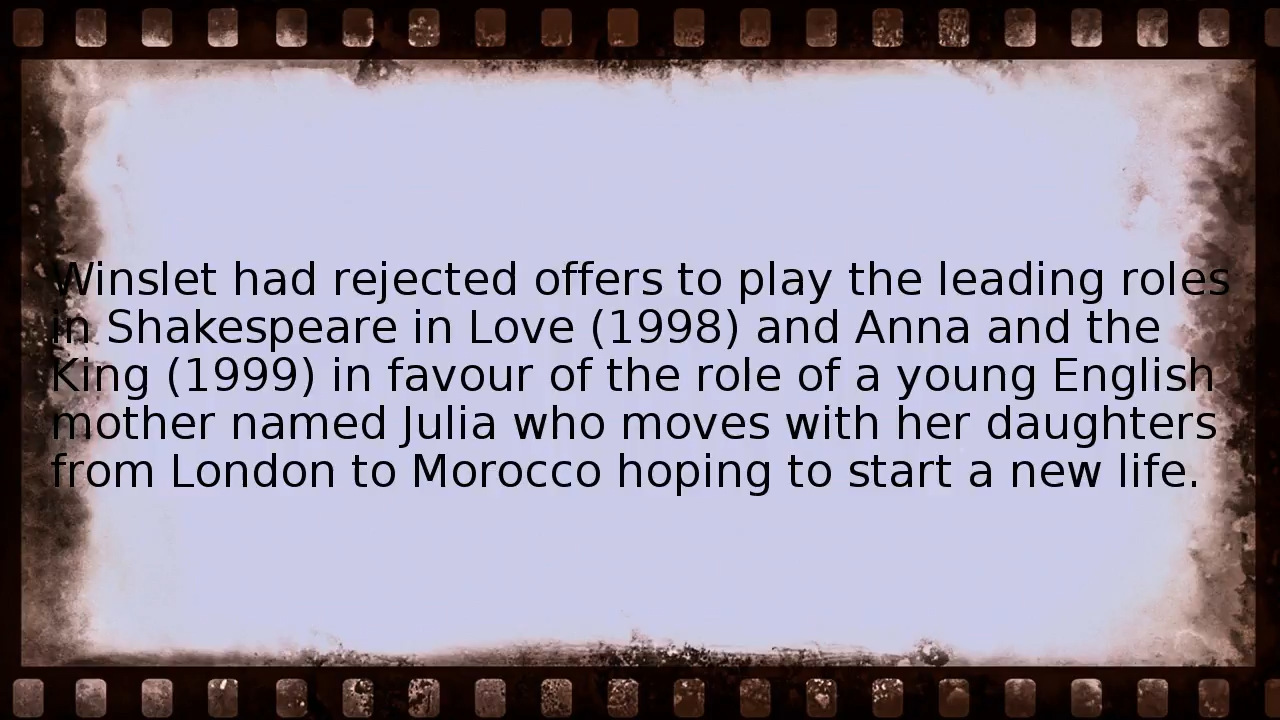 Winslet had rejected offers to play the leading roles
in Shakespeare in Love (1998) and Anna and the
King (1999) in favour of the role of a young English
mother named Julia who moves with her daughters
from London to Morocco hoping to start a new life.